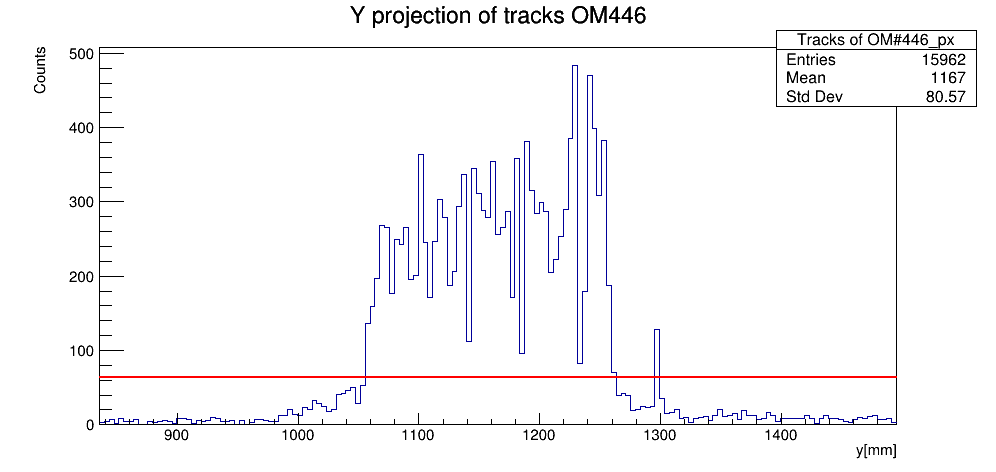 Y projection of tracks OM446
Tracks of OM#446_px
Entries 15962
Mean 1167
Std Dev 80.57
Counts
500
400
300
200
100
0
900 1000 1100 1200 1300 1400
y[mm]